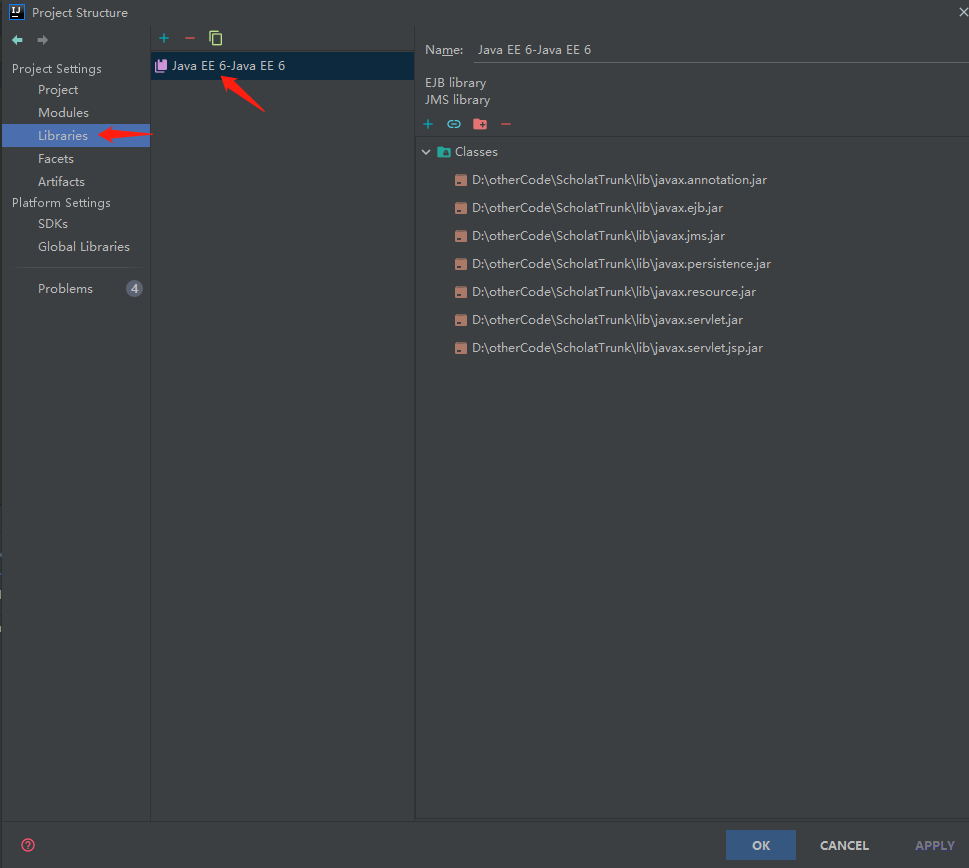 IJ Project Structure
Project Settings
Project
Modules
Libraries
Facets
Artifacts
Platform Settings
SDKs
Global Libraries
Problems 4
Java EE 6-Java EE 6
Name: Java EE 6-Java EE 6
EJB library
JMS library
Classes
D:\otherCode\ScholatTrunk\lib\javax.annotation.jar
D:\otherCode\ScholatTrunk\lib\javax.ejb.jar
D:\otherCode\ScholatTrunk\lib\javax.jms.jar
D:\otherCode\ScholatTrunk\lib\javax.persistence.jar
D:\otherCode\ScholatTrunk\lib\javax.resource.jar
D:\otherCode\ScholatTrunk\lib\javax.servlet.jar
D:\otherCode\ScholatTrunk\lib\javax.servlet.jsp.jar
? OK CANCEL APPLY